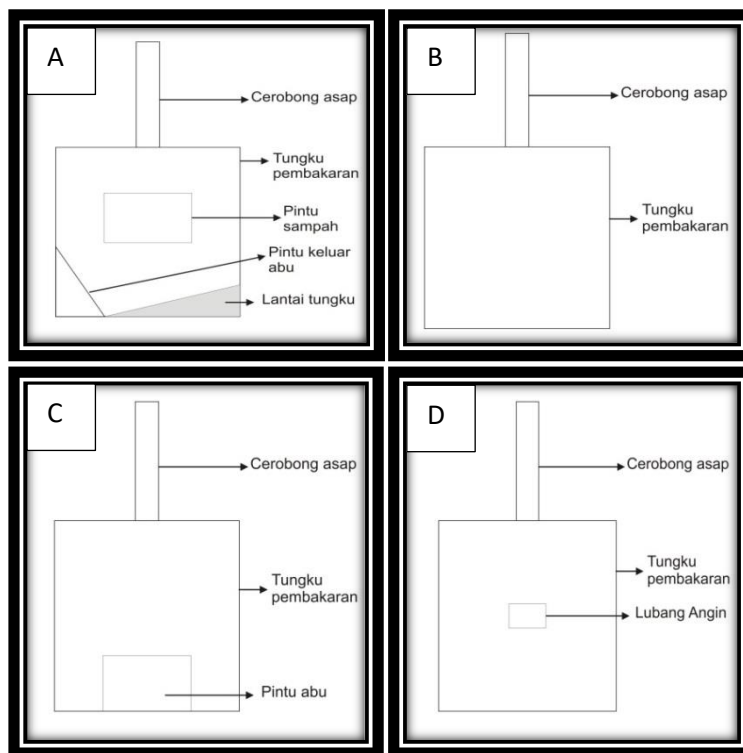 A
Cerobong asap
Tungku
pembakaran
Pintu
sampah
Pintu keluar
abu
Lantai tungku
B
Cerobong asap
Tungku
pembakaran
C
Cerobong asap
Tungku
pembakaran
Pintu abu
D
Cerobong asap
Tungku
pembakaran
Lubang Angin